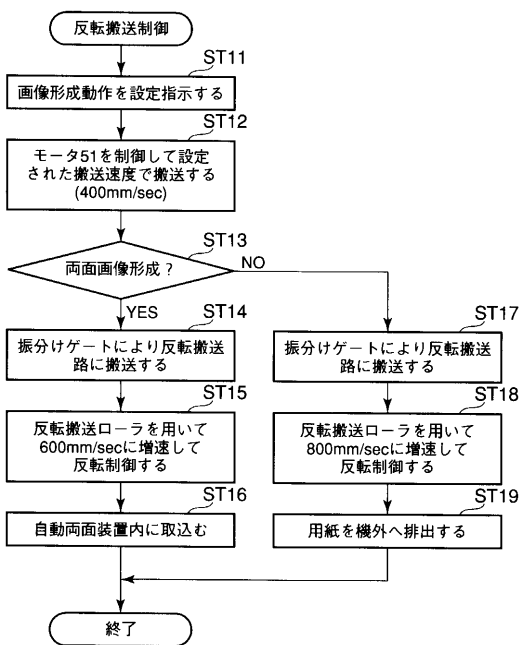 反転搬送制御
ST11
画像形成動作を設定指示する
ST12
モータ51を制御して設定
された搬送速度で搬送する
(400mm/sec)
ST13
両面画像形成？
NO
YES
ST14
振分けゲートにより反転搬送
路に搬送する
ST15
反転搬送ローラを用いて
600mm/secに増速して
反転制御する
ST16
自動両面装置内に取込む
ST17
振分けゲートにより反転搬送
路に搬送する
ST18
反転搬送ローラを用いて
800mm/secに増速して
反転制御する
ST19
用紙を機外へ排出する
終了